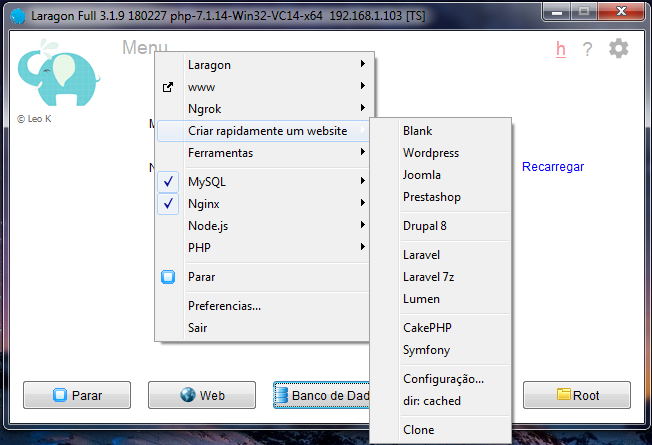 Laragon Full 3.1.9 180227 php-7.1.14-Win32-VC14-x64 192.168.1.103 [TS]
Menu
h ?
© Leo K
M
N
Recarregar
Laragon
www
Ngrok
Criar rapidamente um website
Ferramentas
MySQL
Nginx
Node.js
PHP
Parar
Preferencias...
Sair
Blank
Wordpress
Joomla
Prestashop
Drupal 8
Laravel
Laravel 7z
Lumen
CakePHP
Symfony
Configuração...
dir: cached
Clone
Parar
Web
Banco de Dad
Root